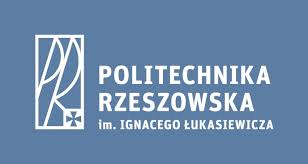 POLITECHNIKA
RZESZOWSKA
im. IGNACEGO ŁUKASIEWICZA